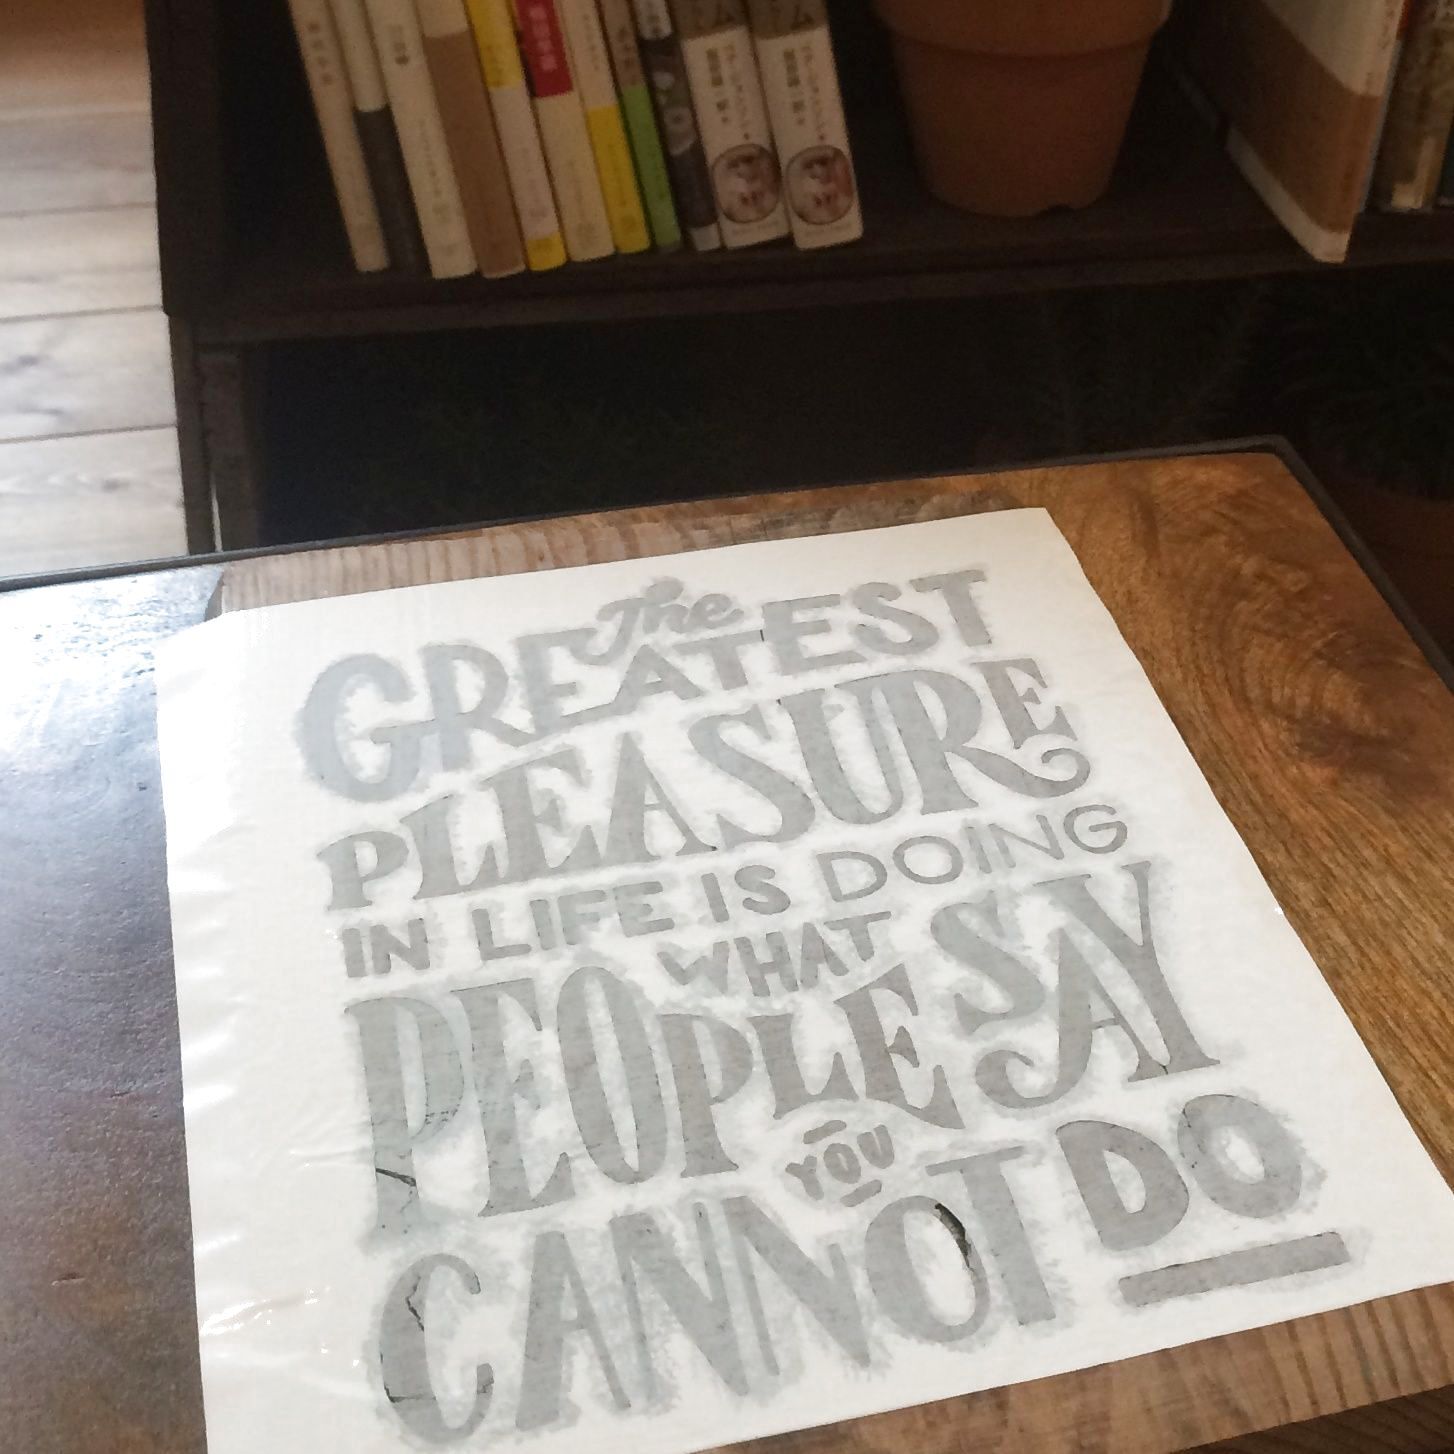 The
GREATEST
PLEASURE
IN LIFE IS DOING
WHAT
PEOPLE SAY
YOU
CANNOT DO